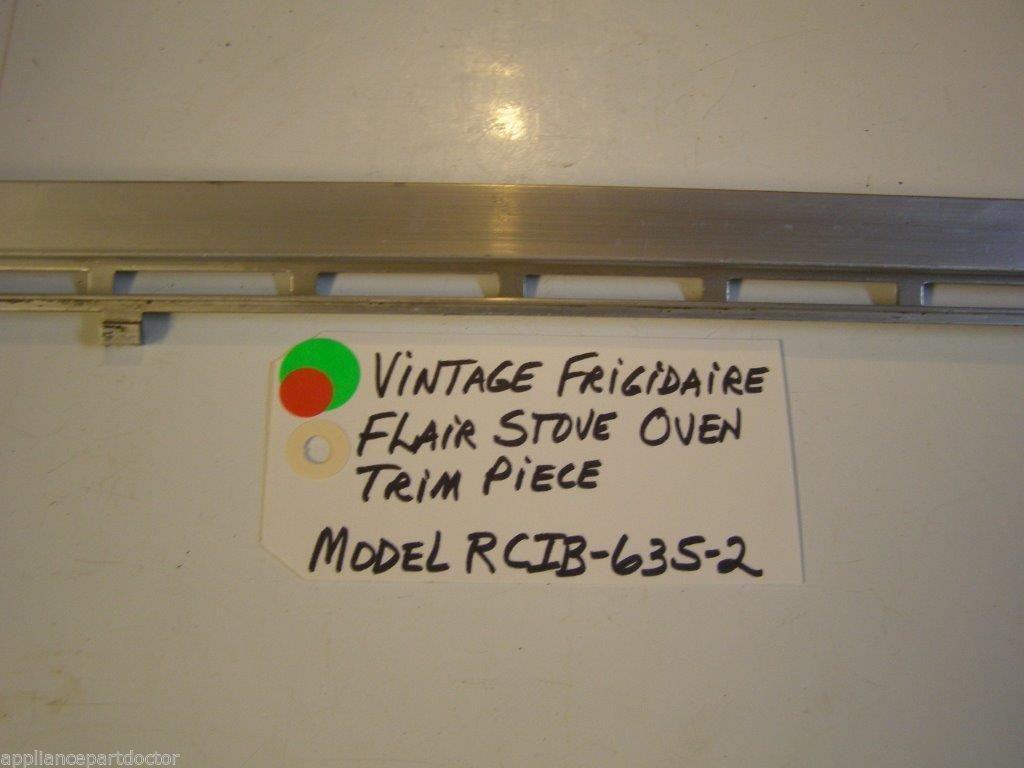 VINTAGE FRIGIDAIRE
FLAIR STOVE OVEN
TRIM PIECE
MODEL RCIB-635-2
appliancepartdoctor